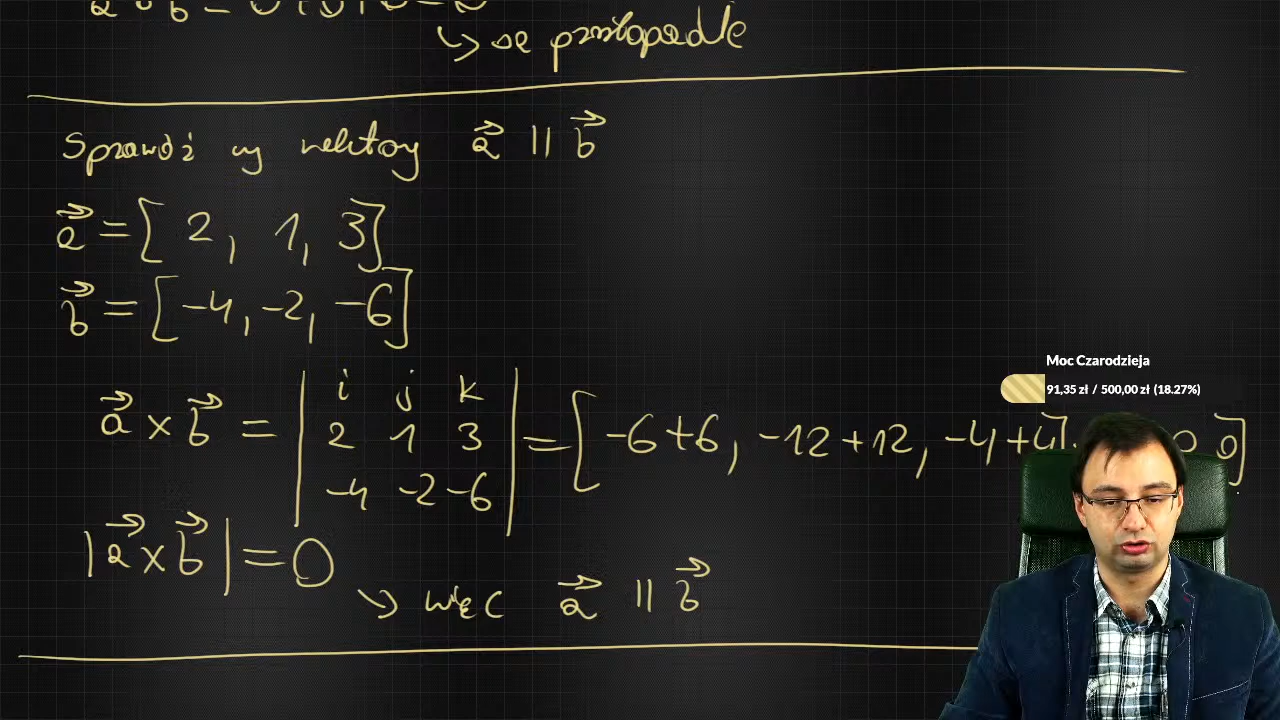 są prostopadłe
Sprawdź czy wektory a⃗ || b⃗
a⃗ = [ 2, 1, 3 ]
b⃗ = [ -4, -2, -6 ]
a⃗ × b⃗ = | i j k | = [ -6+6, -12+12, -4+4]
2 1 3
-4 -2 -6
|a⃗ × b⃗| = 0
↳ więc a⃗ || b⃗
Moc Czarodzieja
91,35 zł / 500,00 zł (18.27%)